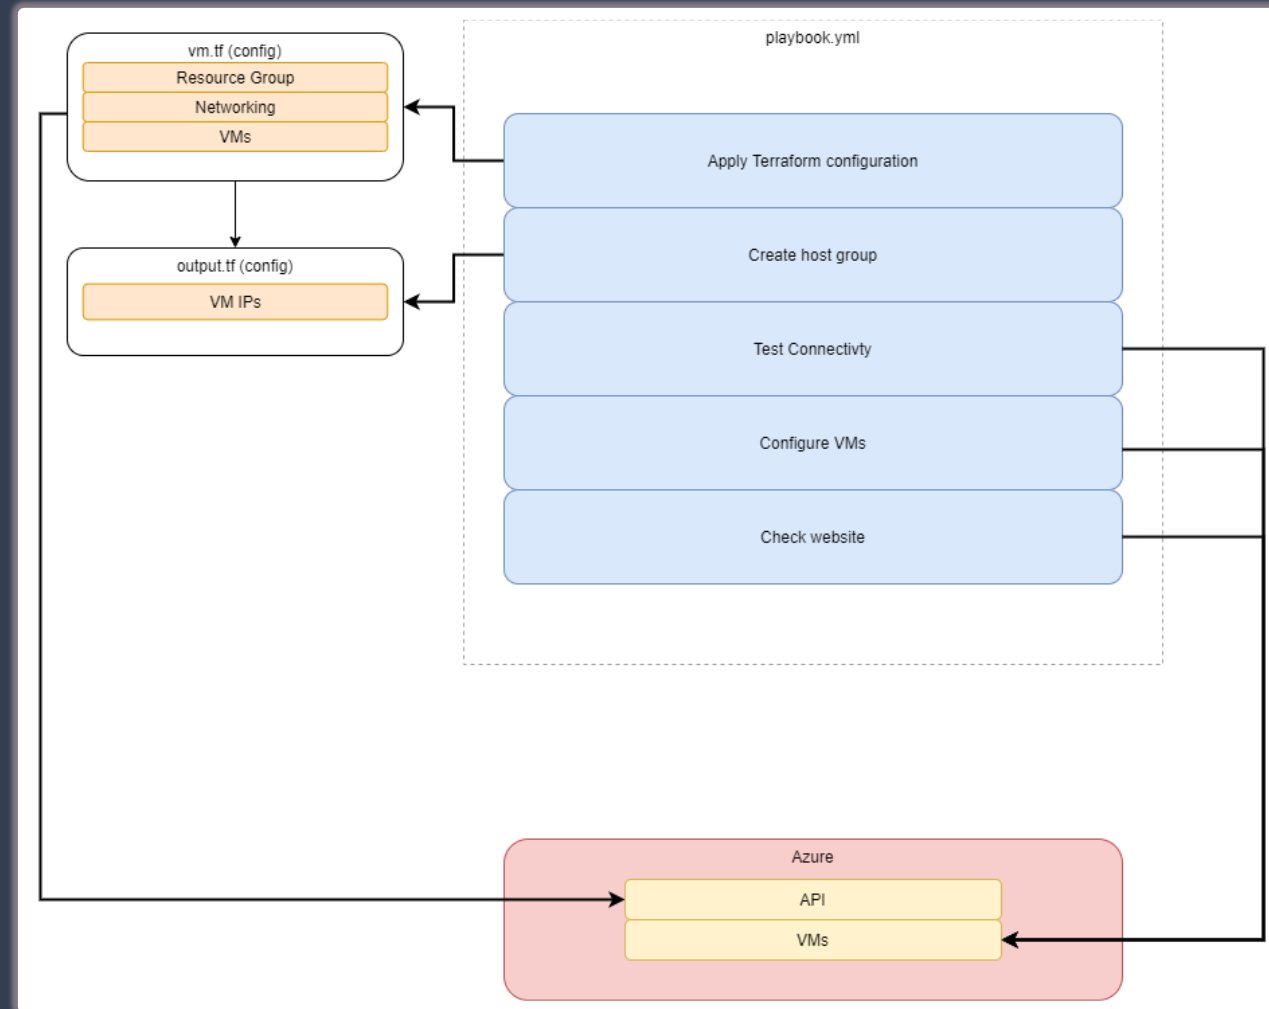 vm.tf (config)
Resource Group
Networking
VMs
output.tf (config)
VM IPs
playbook.yml
Apply Terraform configuration
Create host group
Test Connectivty
Configure VMs
Check website
Azure
API
VMs